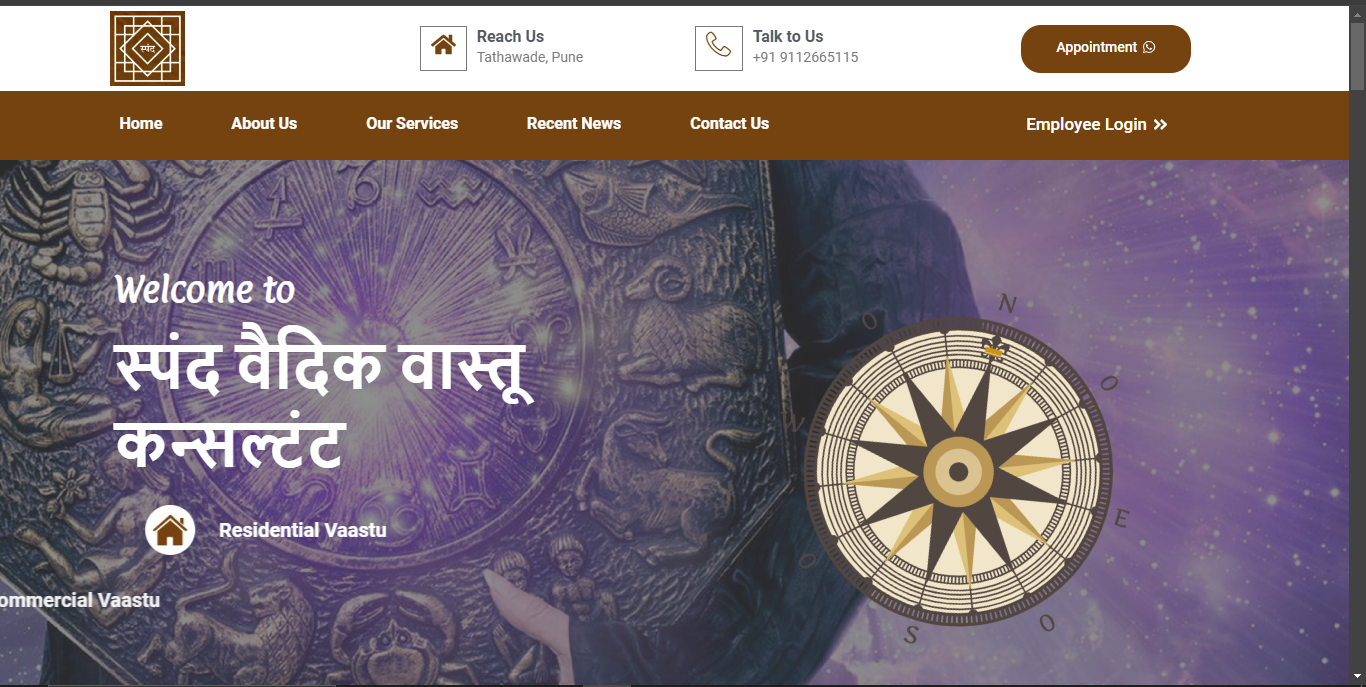 स्पंद
Reach Us
Tathawade, Pune
Talk to Us
+91 9112665115
Appointment
Home
About Us
Our Services
Recent News
Contact Us
Employee Login
Welcome to
स्पंद वैदिक वास्तू
कन्सल्टंट
Residential Vaastu
ommercial Vaastu
N
O
E
O
S
O
W
O